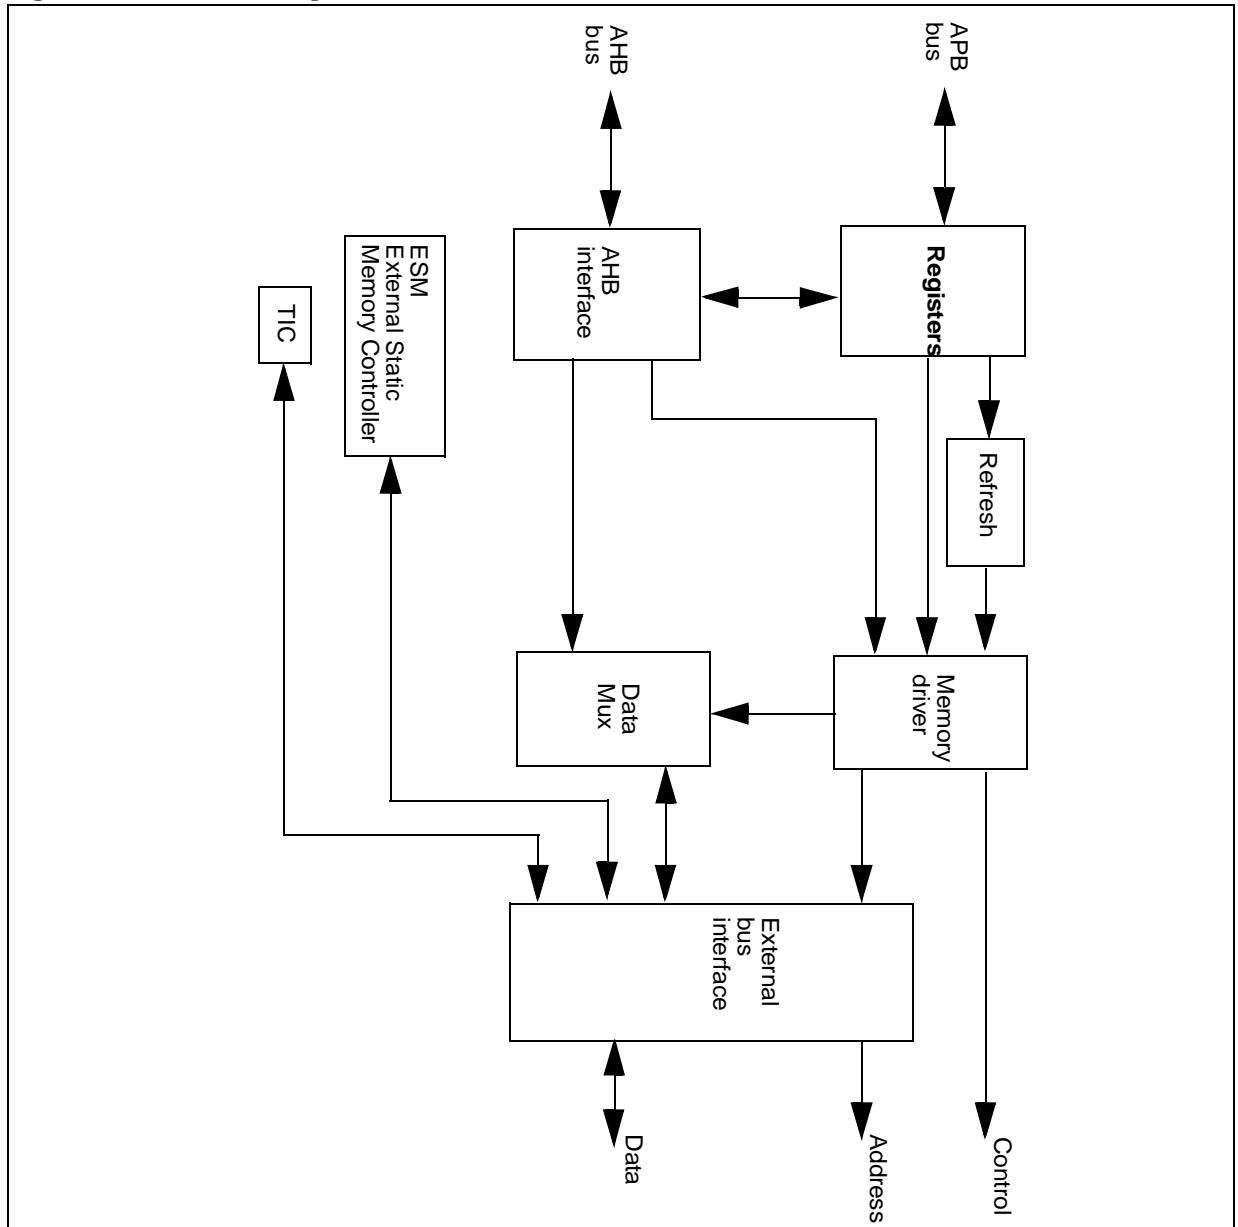 APB
bus
AHB
bus
Registers
AHB
interface
ESM
External Static
Memory Controller
TIC
Refresh
Memory
driver
Data
Mux
External
bus
interface
Control
Address
Data